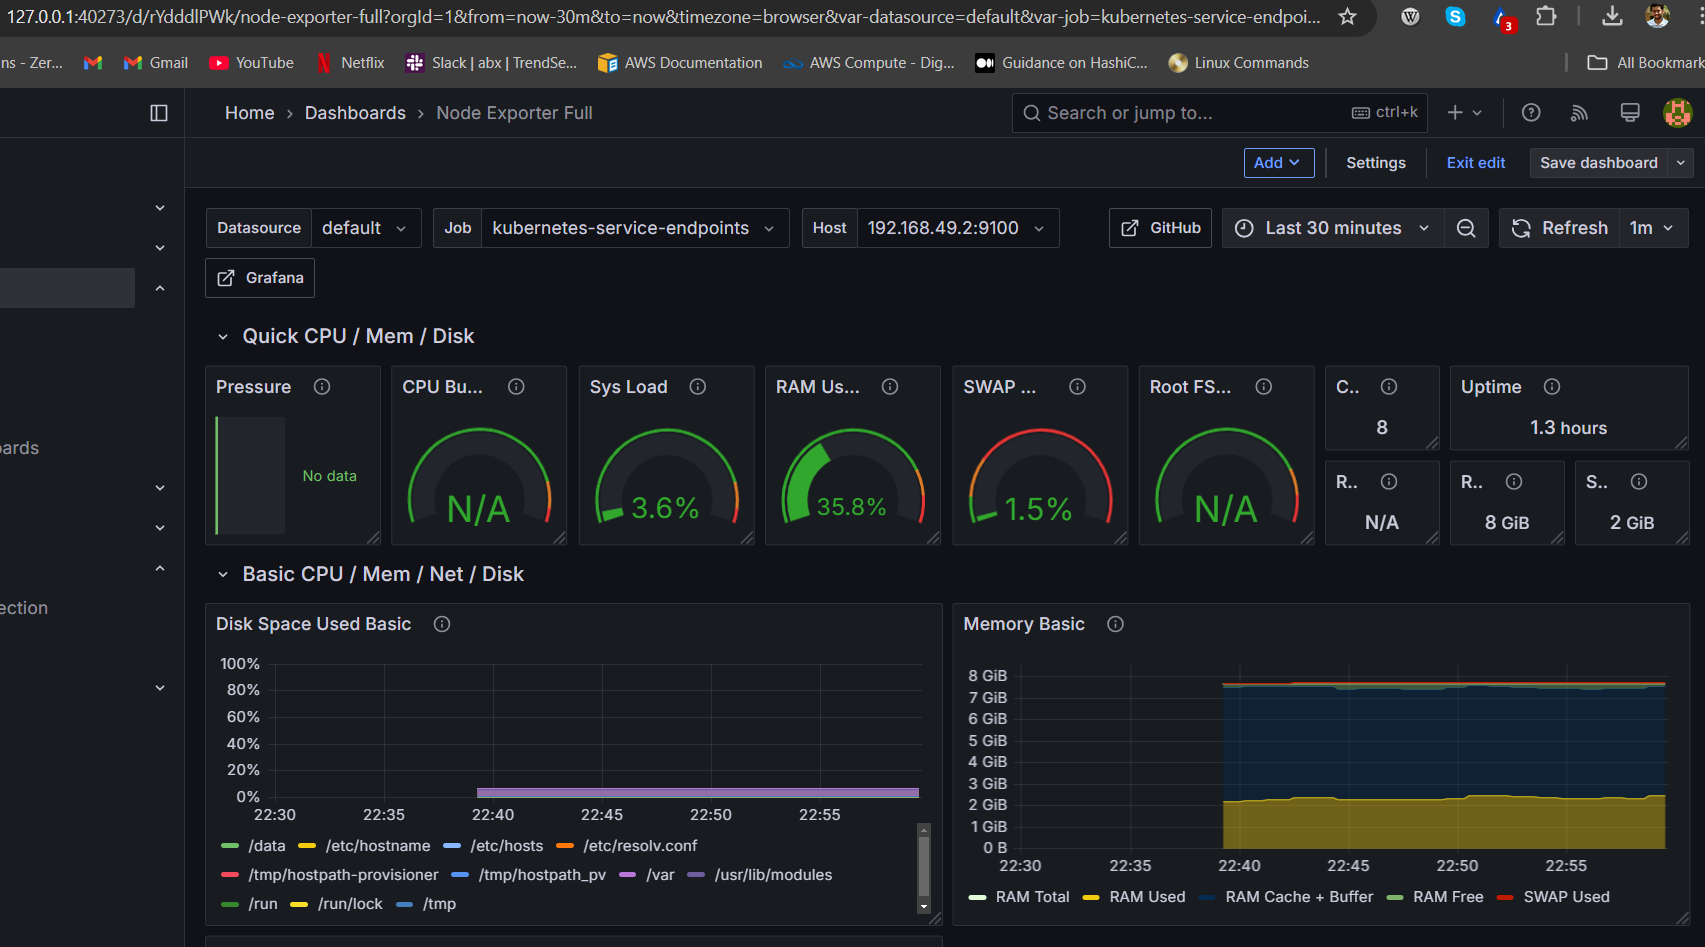 127.0.0.1:40273/d/rYdddlPWk/node-exporter-full?orgId=1&from=now-30m&to=now&timezone=browser&var-datasource=default&var-job=kubernetes-service-endpoi...
3
ns - Zer... Gmail YouTube Netflix Slack | abx | TrendSe... AWS Documentation AWS Compute - Dig... Guidance on HashiC... Linux Commands All Bookmark
Home › Dashboards › Node Exporter Full
Search or jump to... ctrl+k
Add Settings Exit edit Save dashboard
Datasource default Job kubernetes-service-endpoints Host 192.168.49.2:9100 GitHub Last 30 minutes Refresh 1m
Grafana
oards
ection
Quick CPU / Mem / Disk
Pressure CPU Bu... Sys Load RAM Us... SWAP ... Root FS... C.. Uptime
8 1.3 hours
No data N/A 3.6% 35.8% 1.5% N/A
R.. R.. S..
N/A 8 GiB 2 GiB
Basic CPU / Mem / Net / Disk
Disk Space Used Basic
100%
80%
60%
40%
20%
0%
22:30 22:35 22:40 22:45 22:50 22:55
/data /etc/hostname /etc/hosts /etc/resolv.conf
/tmp/hostpath-provisioner /tmp/hostpath_pv /var /usr/lib/modules
/run /run/lock /tmp
Memory Basic
8 GiB
7 GiB
6 GiB
5 GiB
4 GiB
3 GiB
2 GiB
1 GiB
0 B
22:30 22:35 22:40 22:45 22:50 22:55
RAM Total RAM Used RAM Cache + Buffer RAM Free SWAP Used